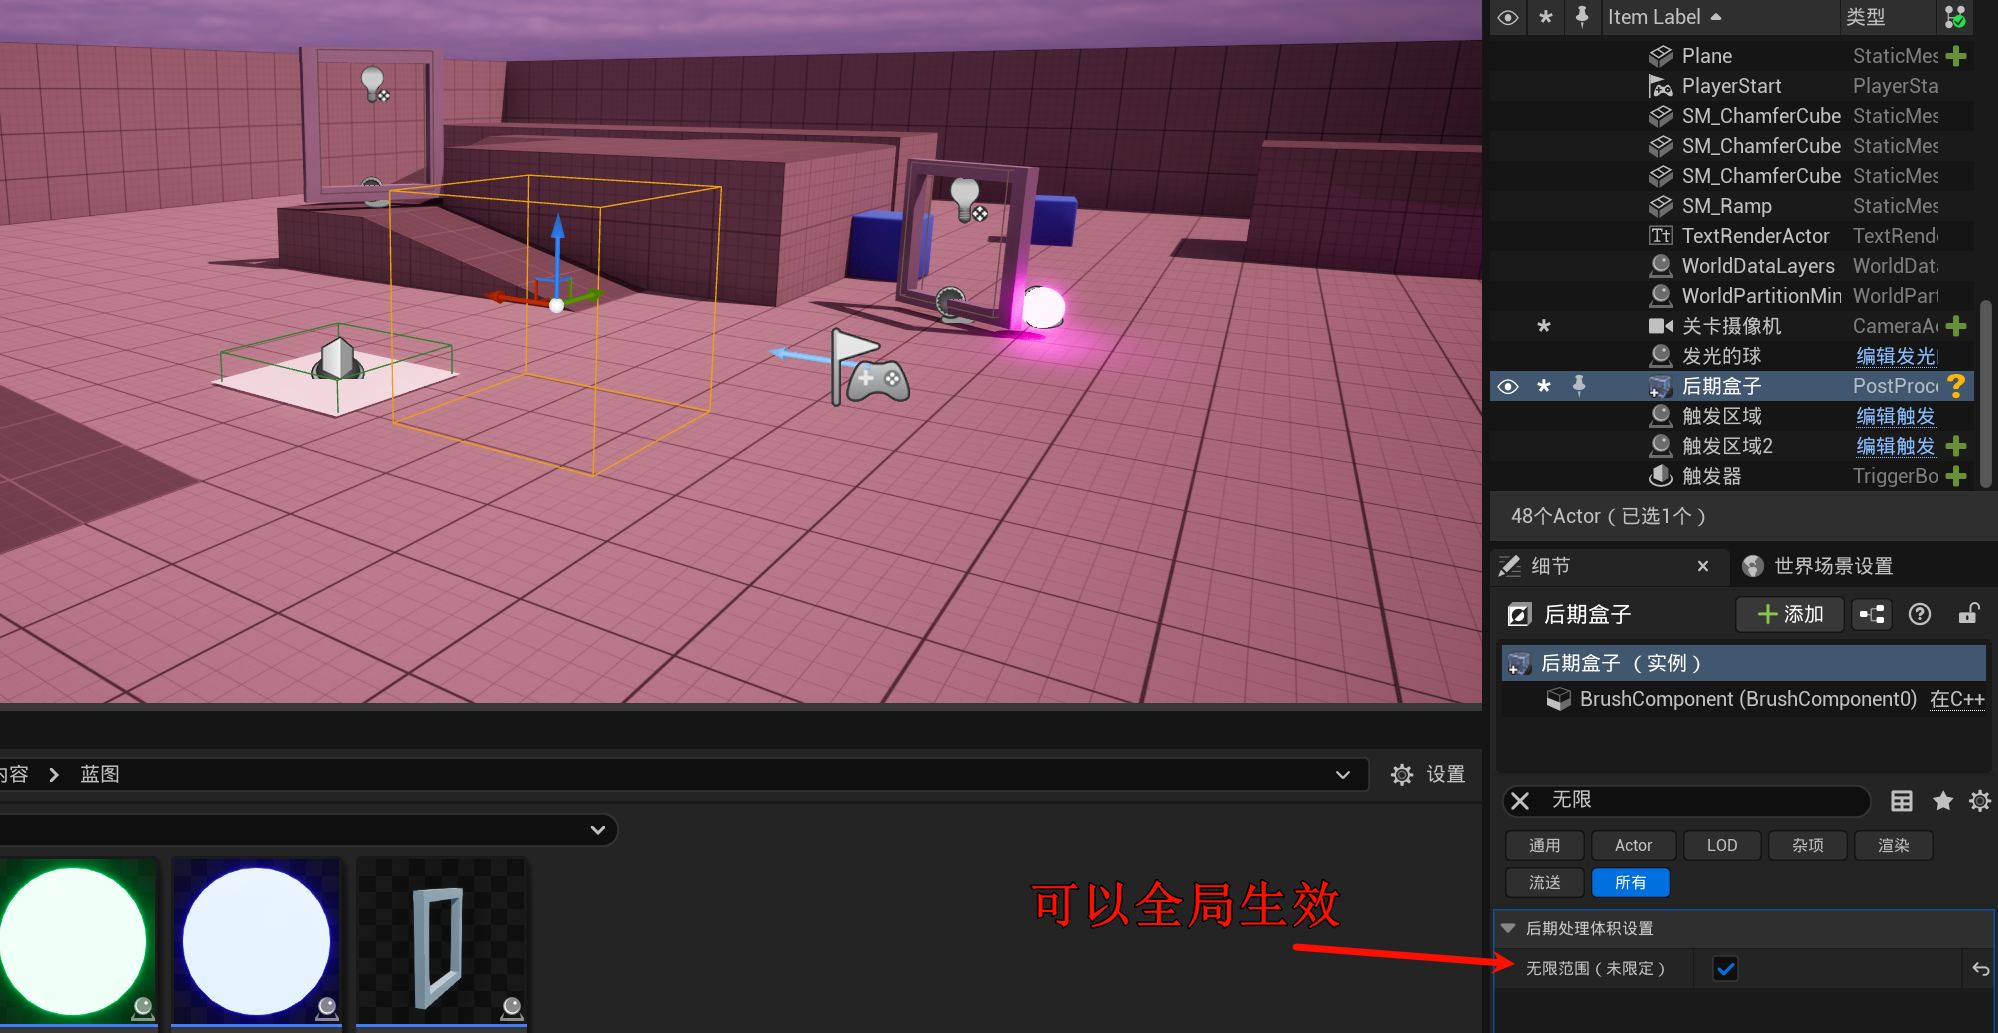 Item Label
类型
Plane
StaticMes
PlayerStart
PlayerSta
SM_ChamferCube
StaticMes
SM_ChamferCube
StaticMes
SM_ChamferCube
StaticMes
SM_Ramp
StaticMes
TextRenderActor
TextRend
WorldDataLayers
WorldDat
WorldPartitionMin
WorldPart
关卡摄像机
CameraA
发光的球
编辑发光
后期盒子
PostProc
触发区域
编辑触发
触发区域2
编辑触发
触发器
TriggerBo
48个Actor（已选1个）
细节
世界场景设置
后期盒子
添加
后期盒子（实例）
BrushComponent (BrushComponent0)
在C++
内容
蓝图
设置
无限
通用
Actor
LOD
杂项
渲染
流送
所有
可以全局生效
后期处理体积设置
无限范围（未限定）